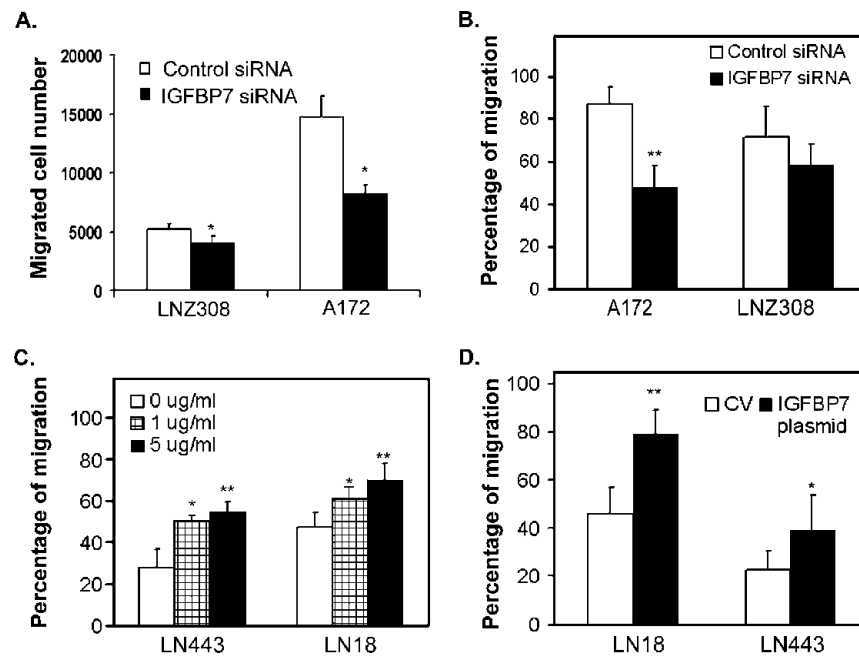 A.
Control siRNA
IGFBP7 siRNA
Migrated cell number
20000
15000
10000
5000
0
*
*
LNZ308
A172
B.
Control siRNA
IGFBP7 siRNA
Percentage of migration
100
80
60
40
20
0
**
A172
LNZ308
C.
0 ug/ml
1 ug/ml
5 ug/ml
Percentage of migration
100
80
60
40
20
0
*
**
*
**
LN443
LN18
D.
CV
IGFBP7
plasmid
Percentage of migration
100
80
60
40
20
0
**
*
LN18
LN443